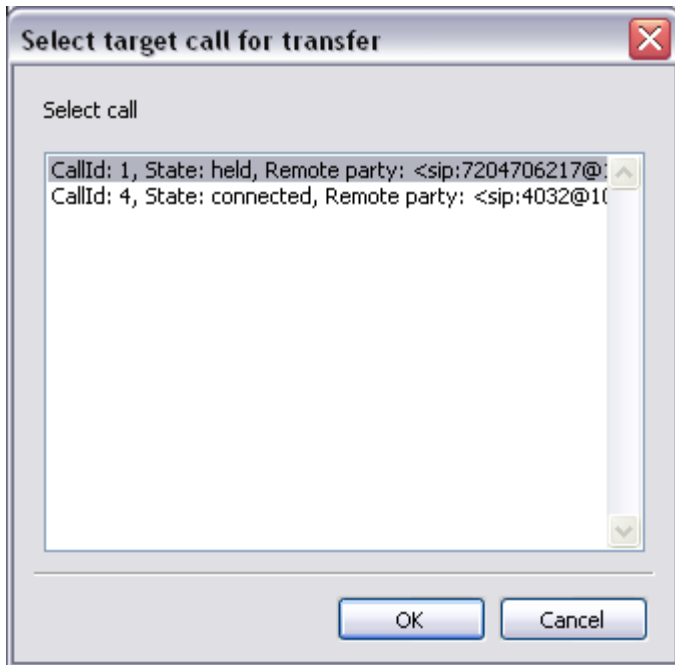 Select target call for transfer
Select call
CallId: 1, State: held, Remote party: <sip:7204706217@
CallId: 4, State: connected, Remote party: <sip:4032@10
OK
Cancel